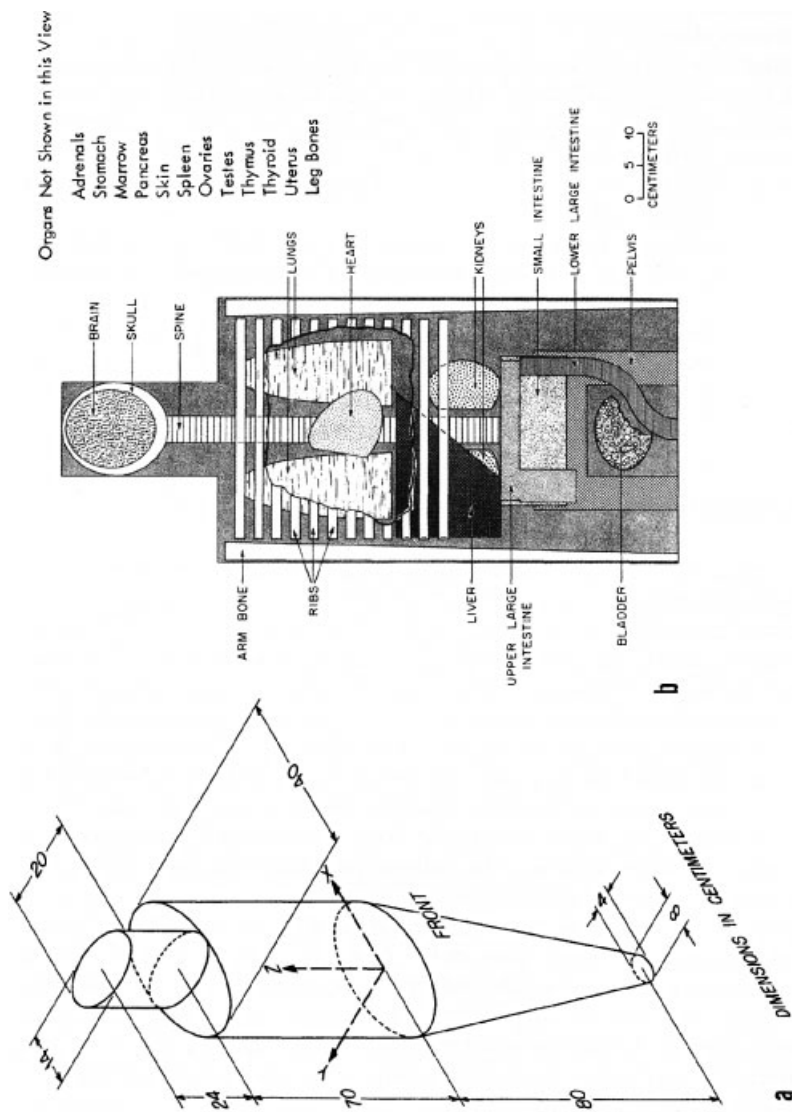 Organs Not Shown in this View
Adrenals
Stomach
Marrow
Pancreas
Skin
Spleen
Ovaries
Testes
Thymus
Thyroid
Uterus
Leg Bones
BRAIN
SKULL
SPINE
ARM BONE
RIBS
LUNGS
HEART
LIVER
KIDNEYS
UPPER LARGE
INTESTINE
SMALL INTESTINE
LOWER LARGE INTESTINE
BLADDER
PELVIS
0 5 10
CENTIMETERS
b
20
14
40
24
70
80
Z
X
Y
FRONT
4
8
DIMENSIONS IN CENTIMETERS
a